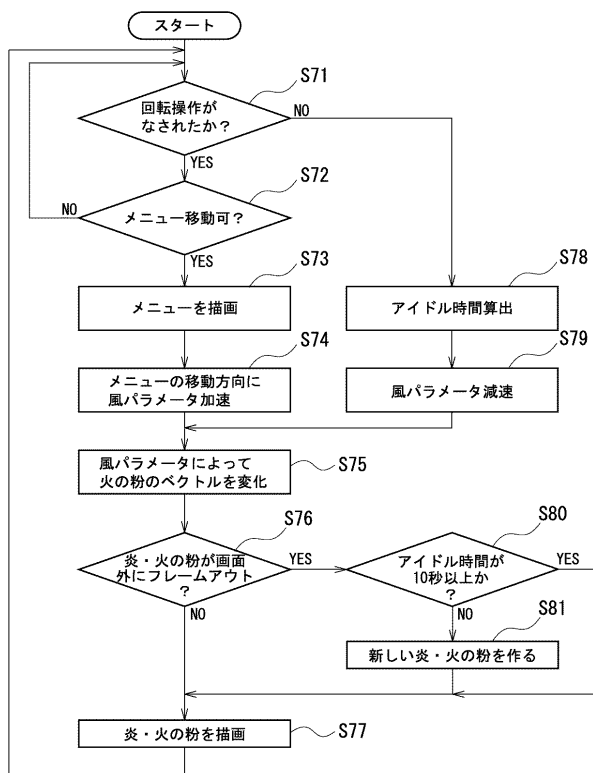 スタート
S71
回転操作が
なされたか？
NO
YES
S72
メニュー移動可？
NO
YES
S73
メニューを描画
S78
アイドル時間算出
S74
メニューの移動方向に
風パラメータ加速
S79
風パラメータ減速
風パラメータによって
火の粉のベクトルを変化
S75
S76
炎・火の粉が画面
外にフレームアウト
？
YES
NO
S80
アイドル時間が
10秒以上か
？
YES
NO
S81
新しい炎・火の粉を作る
炎・火の粉を描画
S77